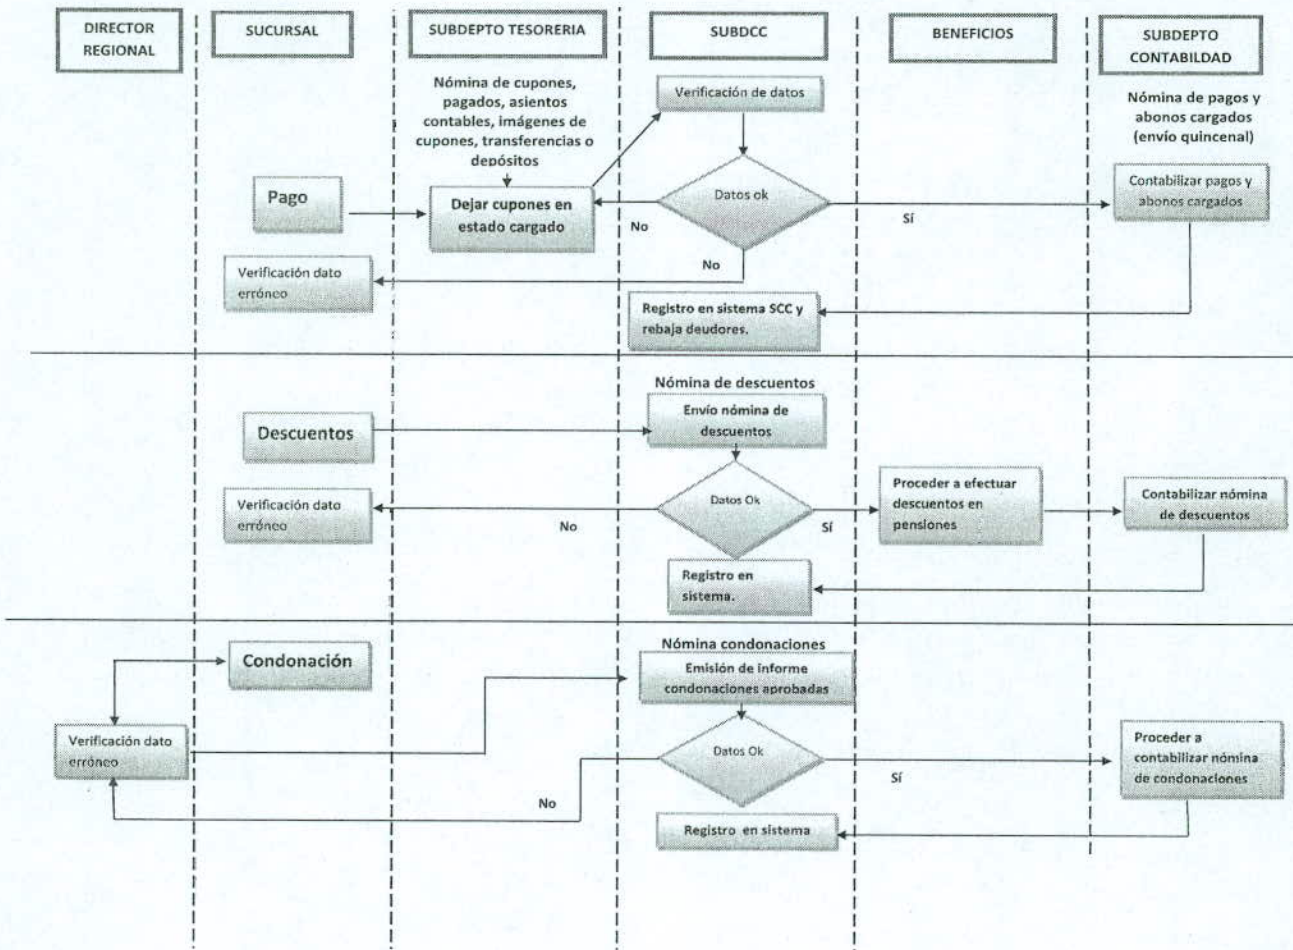 DIRECTOR
REGIONAL
SUCURSAL
SUBDEPTO TESORERIA
SUBDCC
BENEFICIOS
SUBDEPTO
CONTABILDAD
Nómina de cupones,
pagados, asientos
contables, imágenes de
cupones, transferencias o
depósitos
Verificación de datos
Nómina de pagos y
abonos cargados
(envío quincenal)
Pago
Dejar cupones en
estado cargado
Datos ok
Contabilizar pagos y
abonos cargados
No
Sí
No
Verificación dato
erróneo
Registro en sistema SCC y
rebaja deudores.
Nómina de descuentos
Descuentos
Envío nómina de
descuentos
Verificación dato
erróneo
Datos Ok
Proceder a efectuar
descuentos en
pensiones
Contabilizar nómina
de descuentos
No
Sí
Registro en
sistema.
Nómina condonaciones
Condonación
Emisión de informe
condonaciones aprobadas
Verificación dato
erróneo
Datos Ok
Proceder a
contabilizar nómina
de condonaciones
Sí
No
Registro en sistema